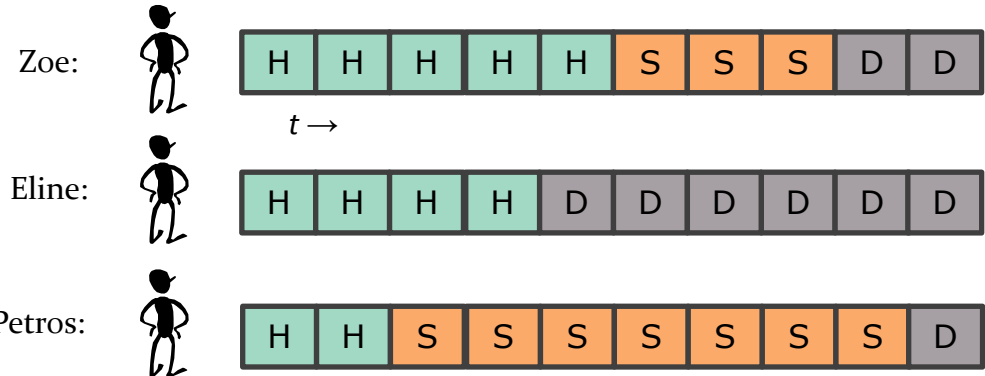 Zoe: H H H H H S S S D D
t →
Eline: H H H H D D D D D D
Petros: H H S S S S S S S D